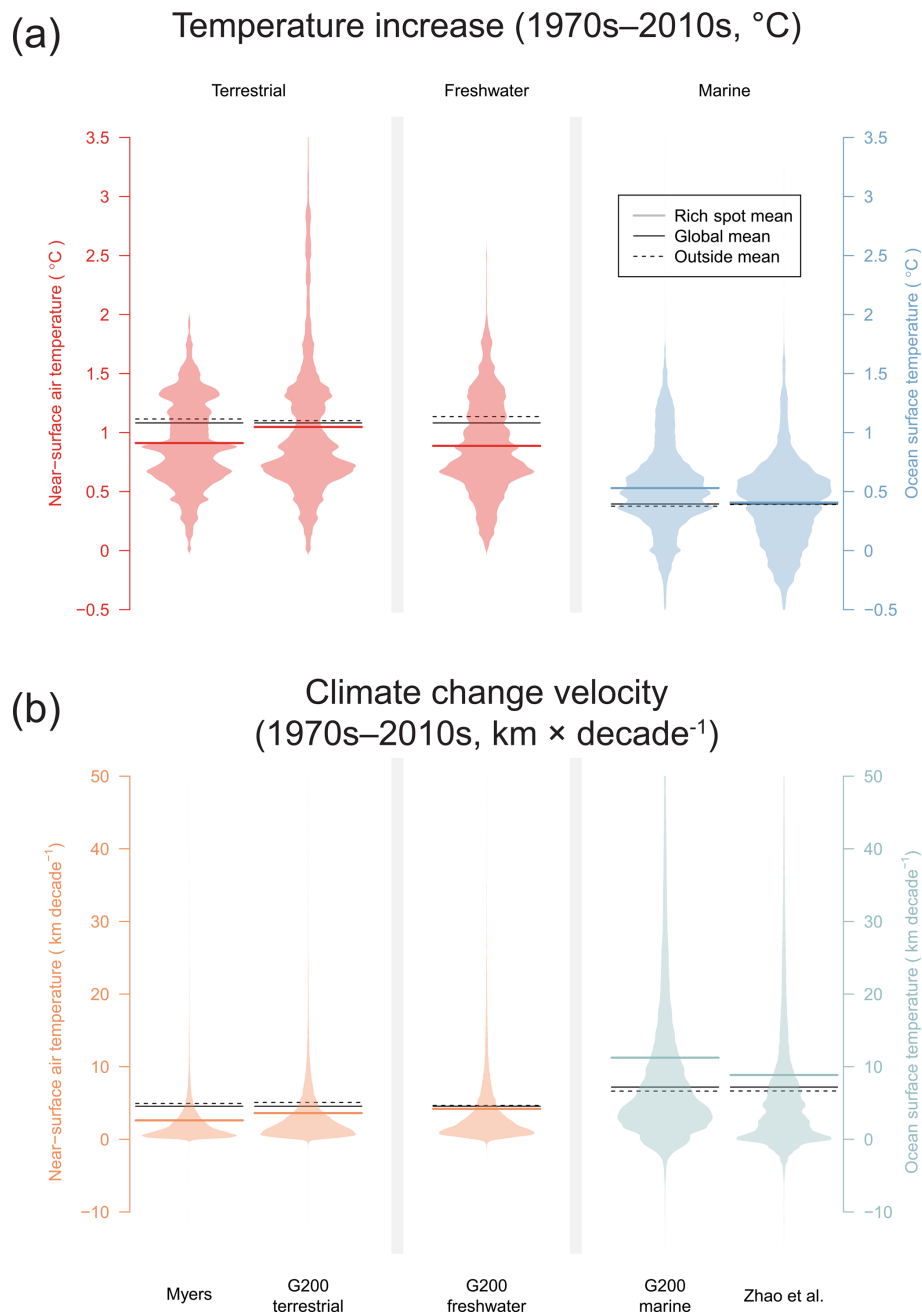 (a)
Temperature increase (1970s–2010s, °C)
Terrestrial
Freshwater
Marine
Near−surface air temperature ( °C)
3.5
3
2.5
2
1.5
1
0.5
0
−0.5
Rich spot mean
Global mean
Outside mean
3.5
3
2.5
2
1.5
1
0.5
0
−0.5
Ocean surface temperature ( °C)
(b)
Climate change velocity
(1970s–2010s, km × decade-1)
Near−surface air temperature ( km decade−1)
50
40
30
20
10
0
−10
50
40
30
20
10
0
−10
Ocean surface temperature ( km decade−1)
Myers
G200
terrestrial
G200
freshwater
G200
marine
Zhao et al.